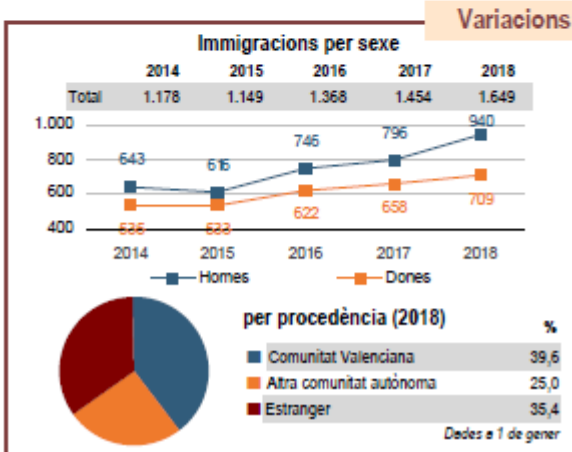 Variacions
Immigracions per sexe
2014 2015 2016 2017 2018
Total 1.178 1.149 1.368 1.454 1.649
1.000
800
600
400
643 616 746 796 940
535 533 622 658 709
2014 2015 2016 2017 2018
Homes Dones
per procedència (2018) %
Comunitat Valenciana 39,6
Altra comunitat autònoma 25,0
Estranger 35,4
Dades a 1 de gener